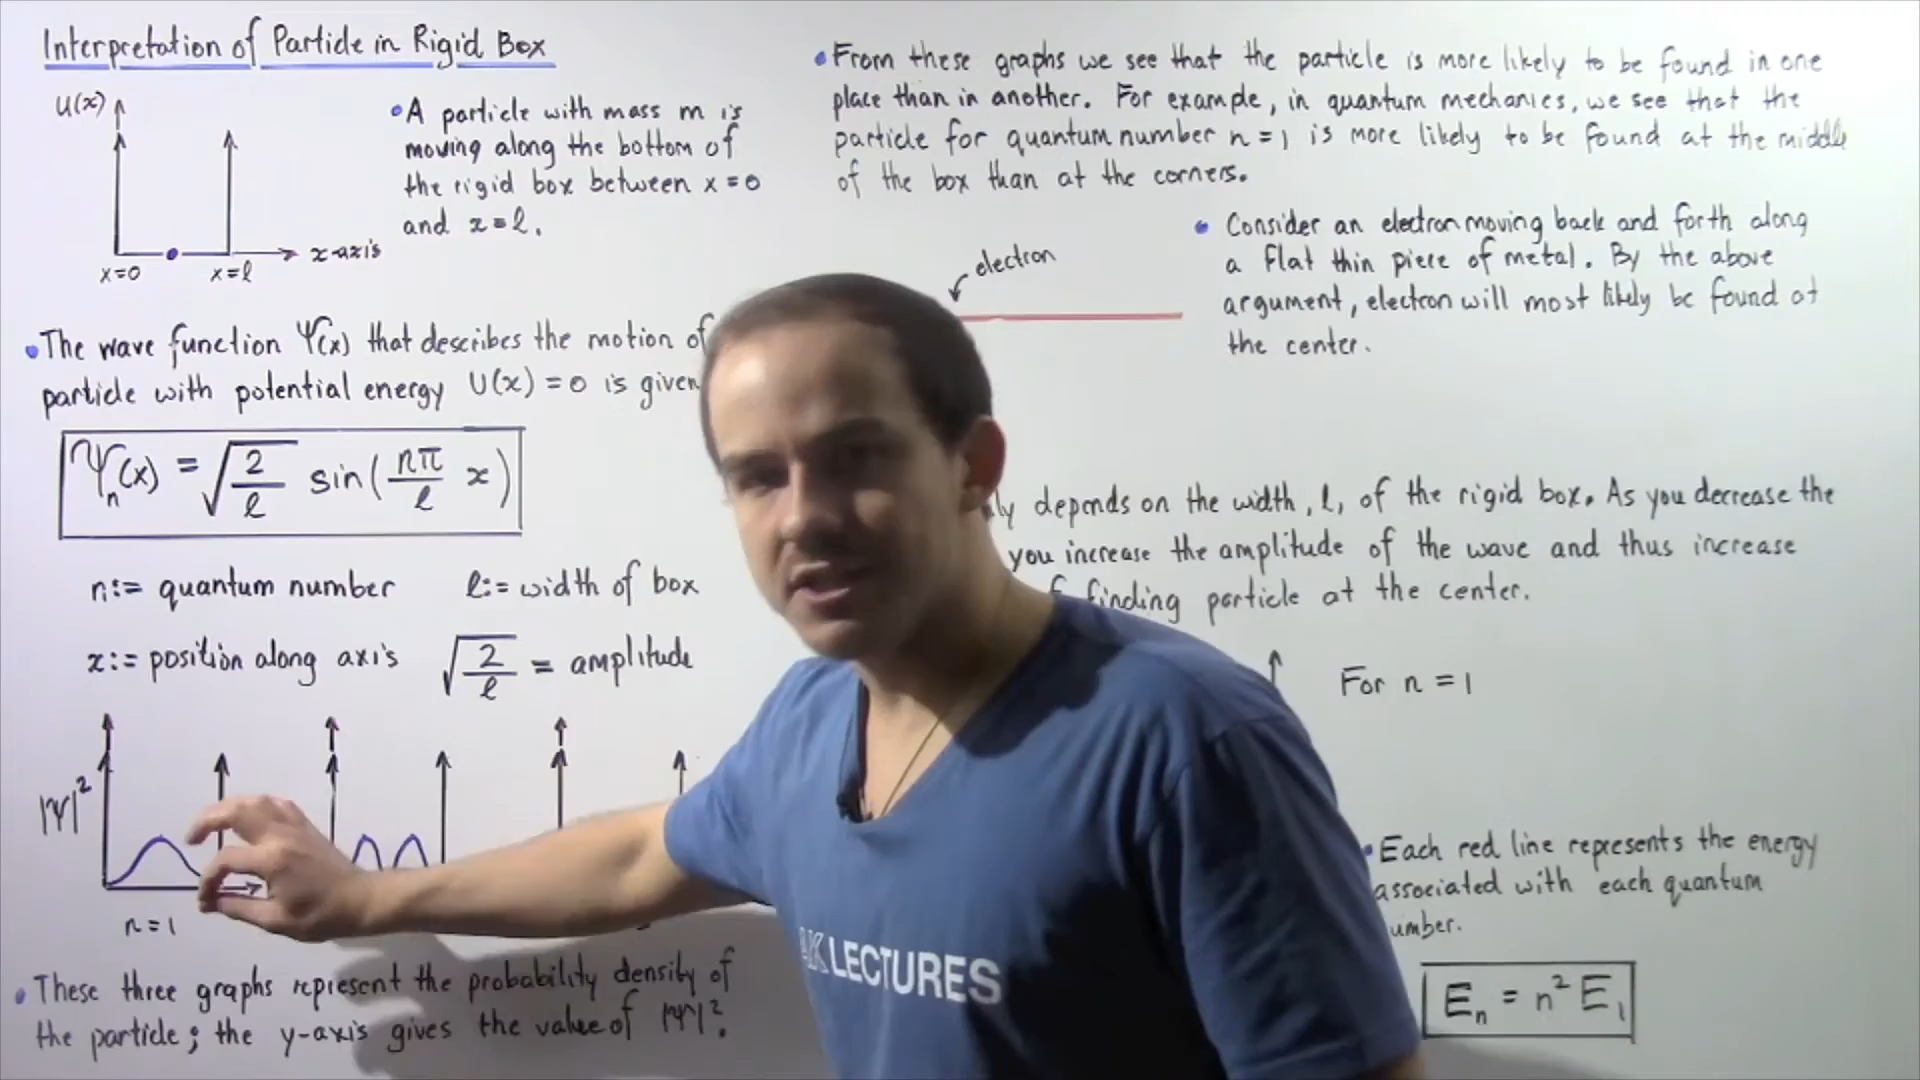 Interpretation of Particle in Rigid Box
U(x)
x-axis
x=0
x=l
• A particle with mass m is
moving along the bottom of
the rigid box between x=0
and x=l.
• The wave function Ψ(x) that describes the motion of
particle with potential energy U(x)=0 is given
Ψn(x) = √(2/l) sin(nπ/l x)
n:= quantum number
l:= width of box
x:= position along axis
√(2/l) = amplitude
|Ψ|²
n=1
• These three graphs represent the probability density of
the particle; the y-axis gives the value of |Ψ|².
• From these graphs we see that the particle is more likely to be found in one
place than in another. For example, in quantum mechanics, we see that the
particle for quantum number n=1 is more likely to be found at the middle
of the box than at the corners.
electron
• Consider an electron moving back and forth along
a flat thin piece of metal. By the above
argument, electron will most likely be found at
the center.
depends on the width, l, of the rigid box. As you decrease the
you increase the amplitude of the wave and thus increase
finding particle at the center.
For n=1
• Each red line represents the energy
associated with each quantum
umber.
En = n² E1
AK LECTURES